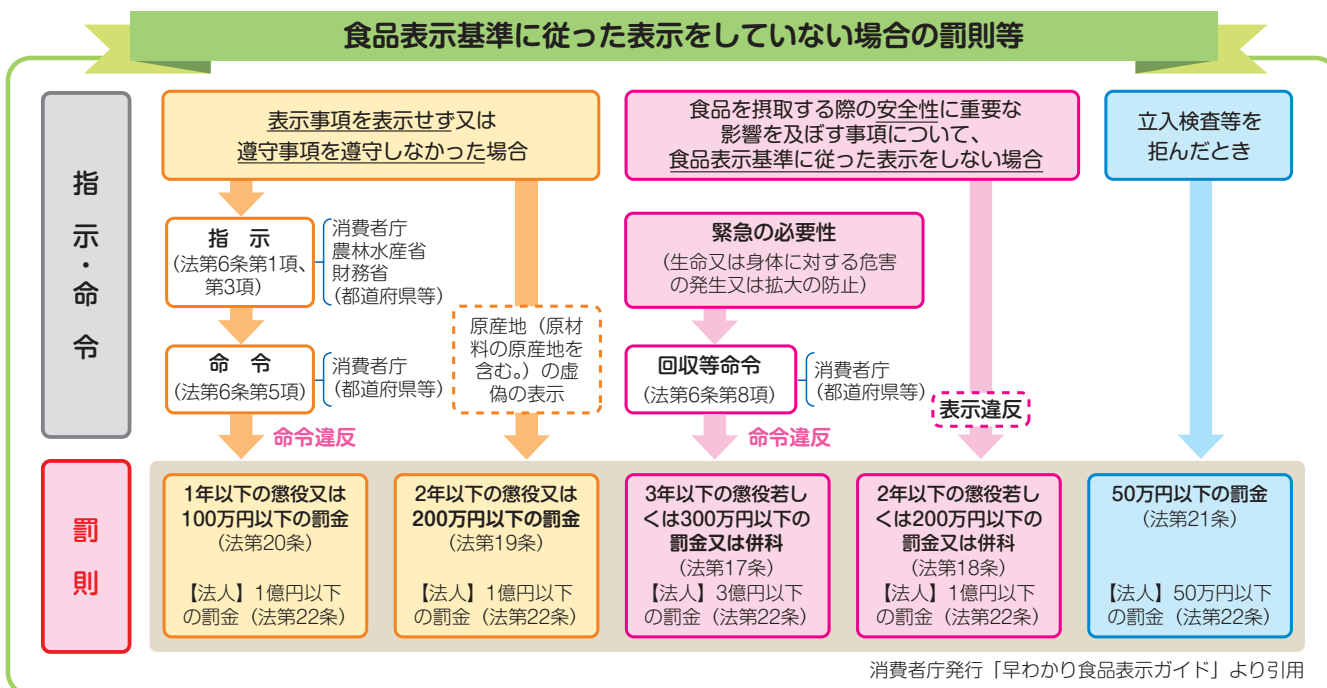 食品表示基準に従った表示をしていない場合の罰則等
指示・命令
表示事項を表示せず又は
遵守事項を遵守しなかった場合
指　示
(法第6条第1項、
第3項)
消費者庁
農林水産省
財務省
(都道府県等)
命　令
(法第6条第5項)
消費者庁
(都道府県等)
命令違反
原産地（原材
料の原産地を
含む。）の虚
偽の表示
食品を摂取する際の安全性に重要な
影響を及ぼす事項について、
食品表示基準に従った表示をしない場合
緊急の必要性
（生命又は身体に対する危害
の発生又は拡大の防止）
回収等命令
(法第6条第8項)
消費者庁
(都道府県等)
命令違反
表示違反
立入検査等を
拒んだとき
罰則
1年以下の懲役又は
100万円以下の罰金
(法第20条)
【法人】1億円以下
の罰金（法第22条）
2年以下の懲役又は
200万円以下の罰金
(法第19条)
【法人】1億円以下
の罰金（法第22条）
3年以下の懲役若し
くは300万円以下の
罰金又は併科
(法第17条)
【法人】3億円以下
の罰金（法第22条）
2年以下の懲役若し
くは200万円以下の
罰金又は併科
(法第18条)
【法人】1億円以下
の罰金（法第22条）
50万円以下の罰金
(法第21条)
【法人】50万円以下
の罰金（法第22条）
消費者庁発行「早わかり食品表示ガイド」より引用